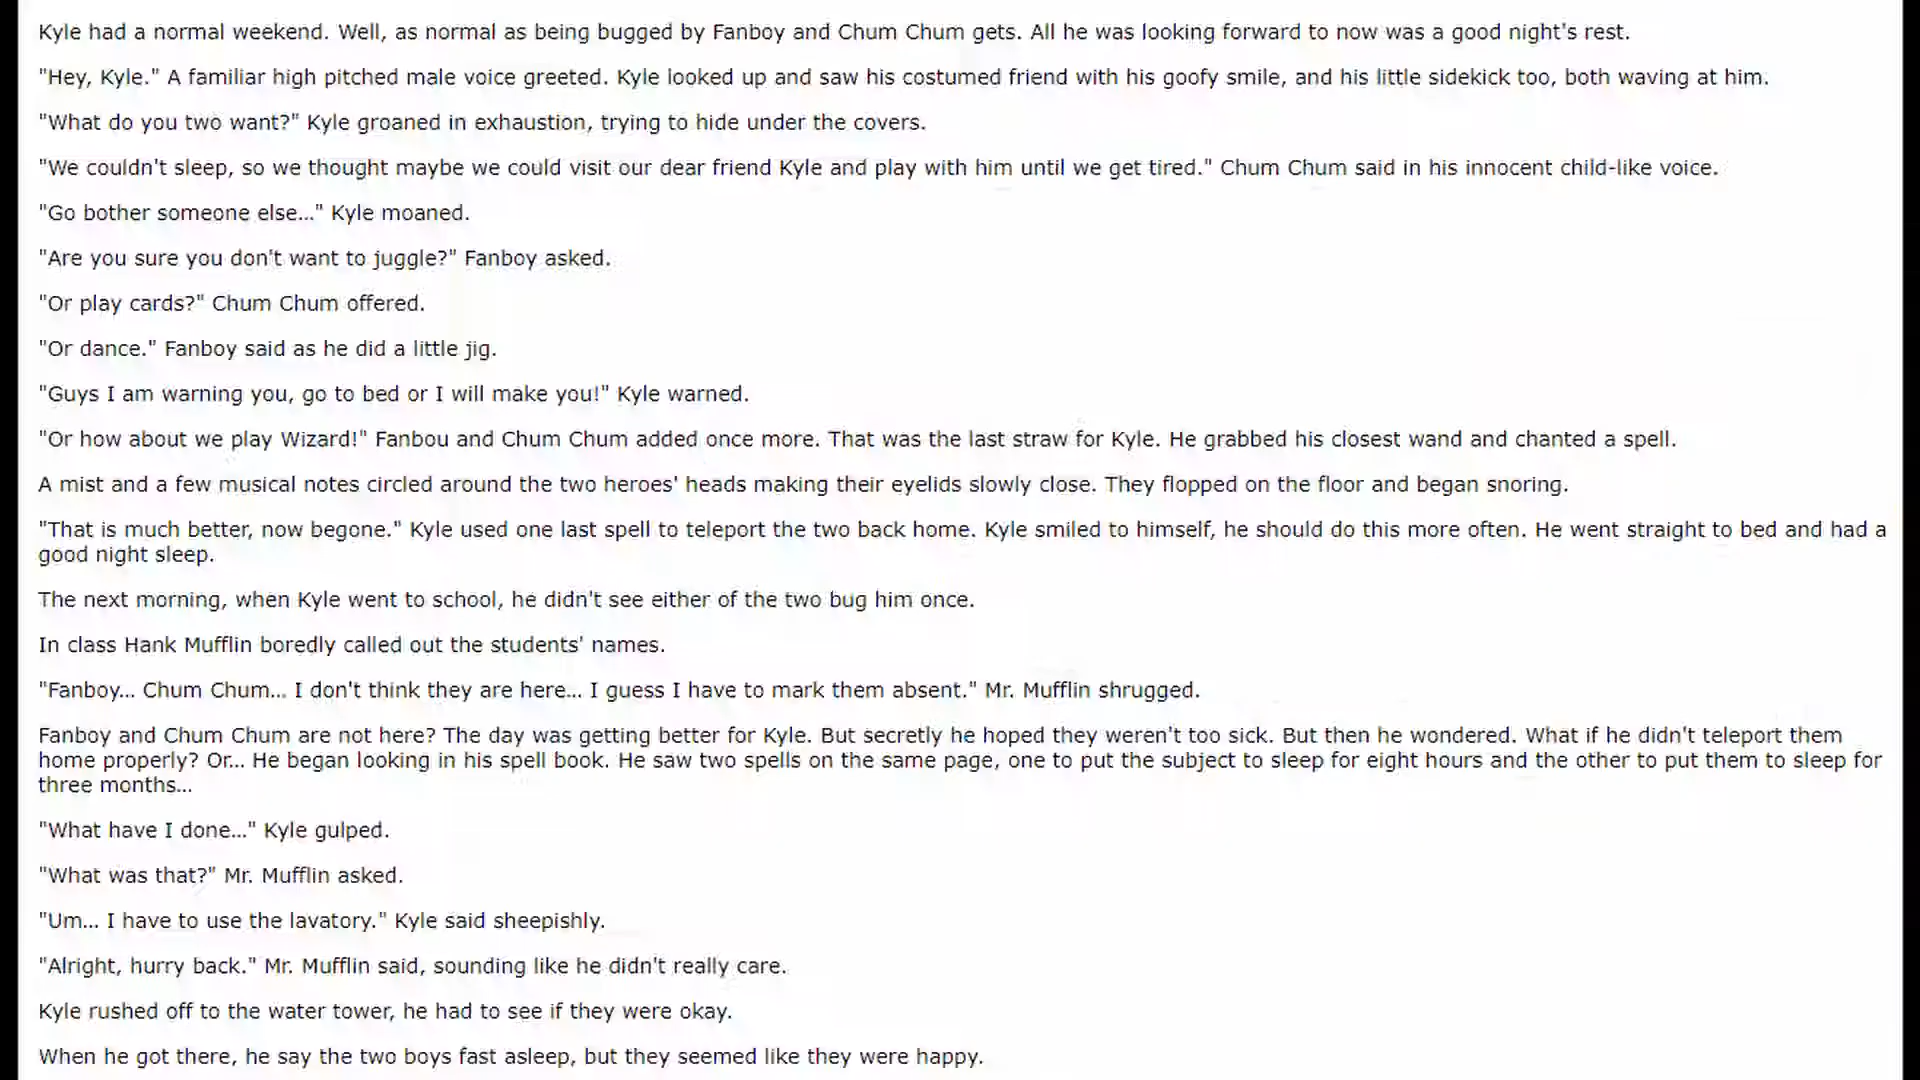 Kyle had a normal weekend. Well, as normal as being bugged by Fanboy and Chum Chum gets. All he was looking forward to now was a good night's rest.
"Hey, Kyle." A familiar high pitched male voice greeted. Kyle looked up and saw his costumed friend with his goofy smile, and his little sidekick too, both waving at him.
"What do you two want?" Kyle groaned in exhaustion, trying to hide under the covers.
"We couldn't sleep, so we thought maybe we could visit our dear friend Kyle and play with him until we get tired." Chum Chum said in his innocent child-like voice.
"Go bother someone else..." Kyle moaned.
"Are you sure you don't want to juggle?" Fanboy asked.
"Or play cards?" Chum Chum offered.
"Or dance." Fanboy said as he did a little jig.
"Guys I am warning you, go to bed or I will make you!" Kyle warned.
"Or how about we play Wizard!" Fanbou and Chum Chum added once more. That was the last straw for Kyle. He grabbed his closest wand and chanted a spell.
A mist and a few musical notes circled around the two heroes' heads making their eyelids slowly close. They flopped on the floor and began snoring.
"That is much better, now begone." Kyle used one last spell to teleport the two back home. Kyle smiled to himself, he should do this more often. He went straight to bed and had a
good night sleep.
The next morning, when Kyle went to school, he didn't see either of the two bug him once.
In class Hank Mufflin boredly called out the students' names.
"Fanboy... Chum Chum... I don't think they are here... I guess I have to mark them absent." Mr. Mufflin shrugged.
Fanboy and Chum Chum are not here? The day was getting better for Kyle. But secretly he hoped they weren't too sick. But then he wondered. What if he didn't teleport them
home properly? Or... He began looking in his spell book. He saw two spells on the same page, one to put the subject to sleep for eight hours and the other to put them to sleep for
three months...
"What have I done..." Kyle gulped.
"What was that?" Mr. Mufflin asked.
"Um... I have to use the lavatory." Kyle said sheepishly.
"Alright, hurry back." Mr. Mufflin said, sounding like he didn't really care.
Kyle rushed off to the water tower, he had to see if they were okay.
When he got there, he say the two boys fast asleep, but they seemed like they were happy.